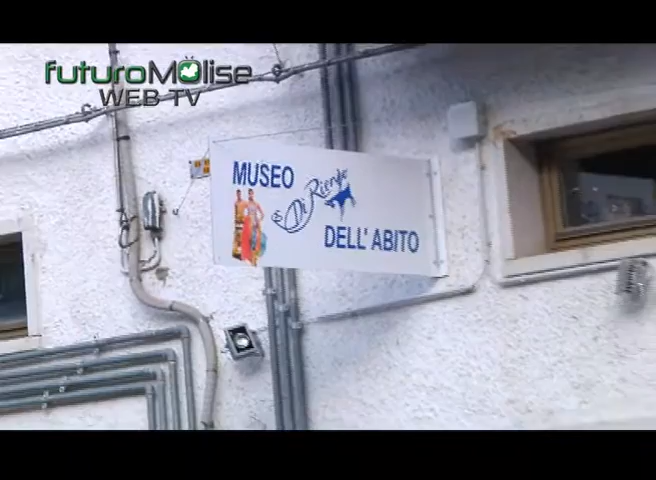 futuroMolise
WEB TV
MUSEO
Di Rienzo
DELL'ABITO